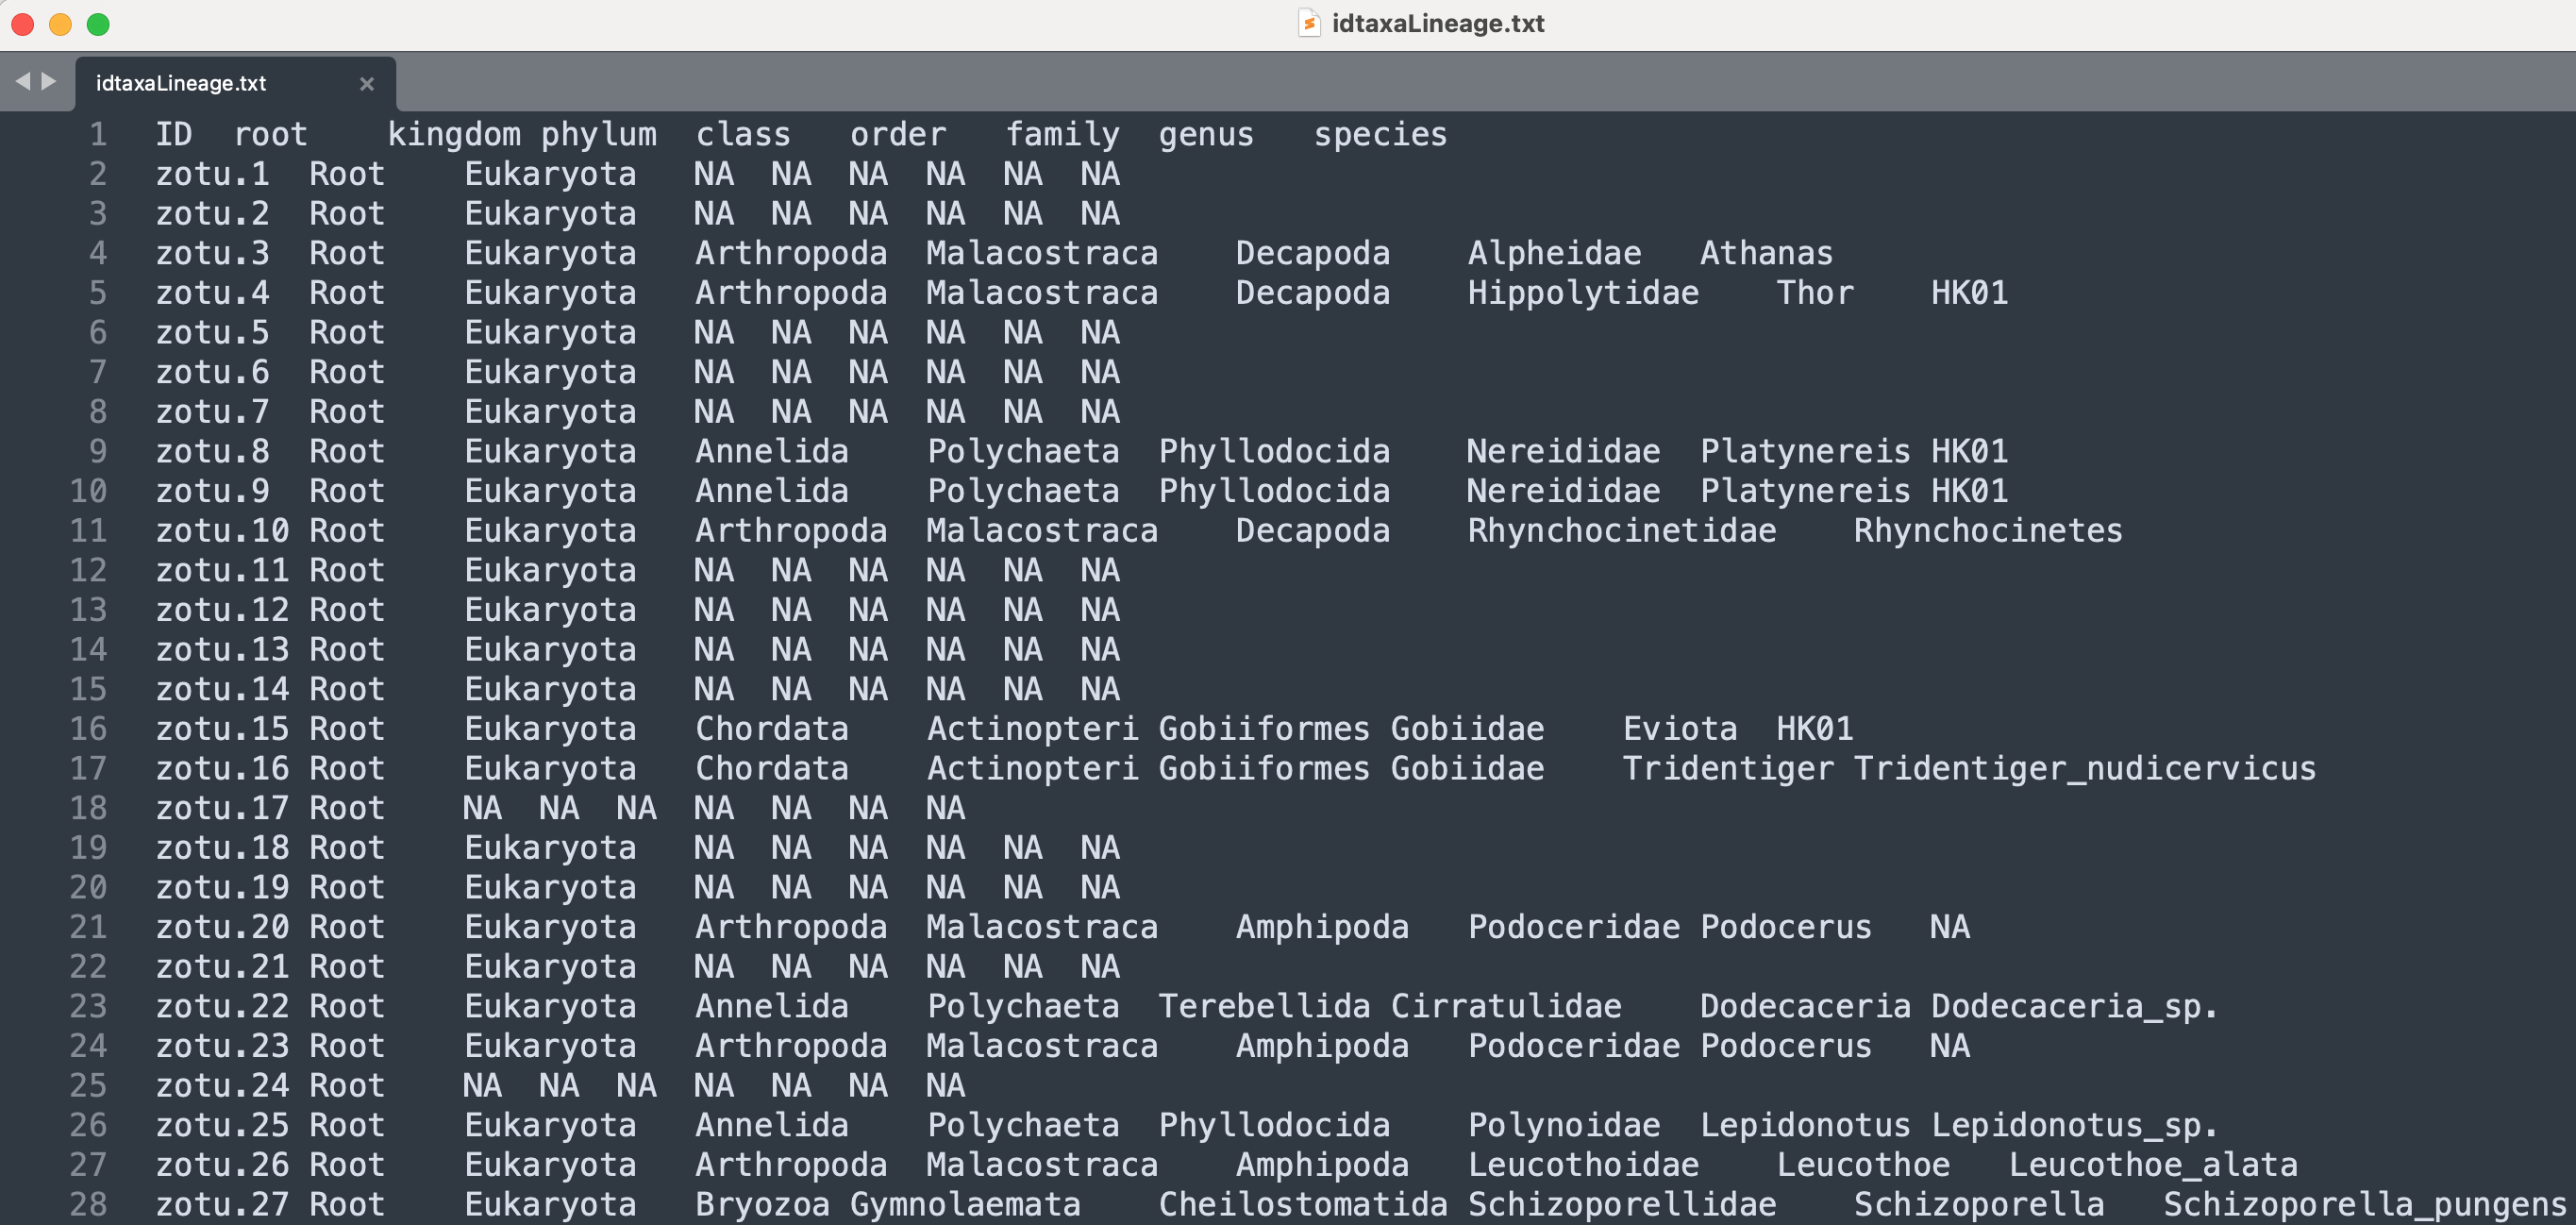 idtaxaLineage.txt
idtaxaLineage.txt ×
1 ID root kingdom phylum class order family genus species
2 zotu.1 Root Eukaryota NA NA NA NA NA NA
3 zotu.2 Root Eukaryota NA NA NA NA NA NA
4 zotu.3 Root Eukaryota Arthropoda Malacostraca Decapoda Alpheidae Athanas
5 zotu.4 Root Eukaryota Arthropoda Malacostraca Decapoda Hippolytidae Thor HK01
6 zotu.5 Root Eukaryota NA NA NA NA NA NA
7 zotu.6 Root Eukaryota NA NA NA NA NA NA
8 zotu.7 Root Eukaryota NA NA NA NA NA NA
9 zotu.8 Root Eukaryota Annelida Polychaeta Phyllodocida Nereididae Platynereis HK01
10 zotu.9 Root Eukaryota Annelida Polychaeta Phyllodocida Nereididae Platynereis HK01
11 zotu.10 Root Eukaryota Arthropoda Malacostraca Decapoda Rhynchocinetidae Rhynchocinetes
12 zotu.11 Root Eukaryota NA NA NA NA NA NA
13 zotu.12 Root Eukaryota NA NA NA NA NA NA
14 zotu.13 Root Eukaryota NA NA NA NA NA NA
15 zotu.14 Root Eukaryota NA NA NA NA NA NA
16 zotu.15 Root Eukaryota Chordata Actinopteri Gobiiformes Gobiidae Eviota HK01
17 zotu.16 Root Eukaryota Chordata Actinopteri Gobiiformes Gobiidae Tridentiger Tridentiger_nudicervicus
18 zotu.17 Root NA NA NA NA NA NA NA
19 zotu.18 Root Eukaryota NA NA NA NA NA NA
20 zotu.19 Root Eukaryota NA NA NA NA NA NA
21 zotu.20 Root Eukaryota Arthropoda Malacostraca Amphipoda Podoceridae Podocerus NA
22 zotu.21 Root Eukaryota NA NA NA NA NA NA
23 zotu.22 Root Eukaryota Annelida Polychaeta Terebellida Cirratulidae Dodecaceria Dodecaceria_sp.
24 zotu.23 Root Eukaryota Arthropoda Malacostraca Amphipoda Podoceridae Podocerus NA
25 zotu.24 Root NA NA NA NA NA NA NA
26 zotu.25 Root Eukaryota Annelida Polychaeta Phyllodocida Polynoidae Lepidonotus Lepidonotus_sp.
27 zotu.26 Root Eukaryota Arthropoda Malacostraca Amphipoda Leucothoidae Leucothoe Leucothoe_alata
28 zotu.27 Root Eukaryota Bryozoa Gymnolaemata Cheilostomatida Schizoporellidae Schizoporella Schizoporella_pungens